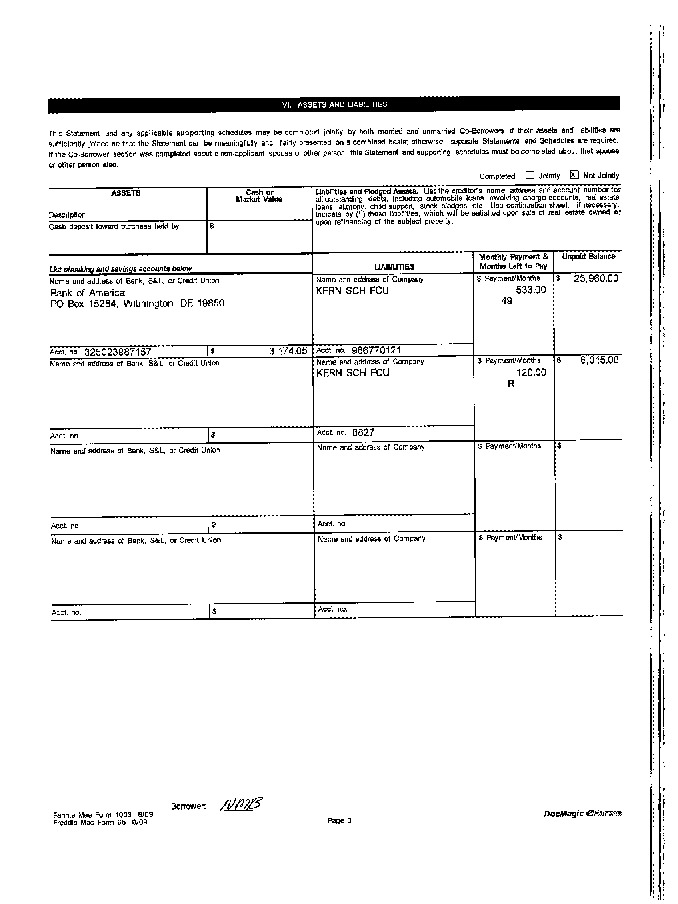 VI. ASSETS AND LIABILITIES
This Statement and any applicable supporting schedules may be completed jointly by both married and unmarried Co-Borrowers if their assets and liabilities are
sufficiently joined so that the Statement can be meaningfully and fairly presented on a combined basis; otherwise, separate Statements and Schedules are required.
If the Co-Borrower section was completed about a non-applicant spouse or other person, this Statement and supporting schedules must be completed about that spouse
or other person also.
Completed Jointly X Not Jointly
ASSETS
Cash or
Market Value
Description
Cash deposit toward purchase held by $
Liabilities and Pledged Assets. List the creditor's name, address and account number for
all outstanding debts, including automobile loans, revolving charge accounts, real estate
loans, alimony, child support, stock pledges, etc. Use continuation sheet, if necessary.
Indicate by (*) those liabilities, which will be satisfied upon sale of real estate owned or
upon refinancing of the subject property.
List checking and savings accounts below
LIABILITIES
Monthly Payment &
Months Left to Pay
Unpaid Balance
Name and address of Bank, S&L, or Credit Union
Bank of America
PO Box 15284, Wilmington DE 19850
Name and address of Company
KERN SCH FCU
$ Payment/Months
533.00
49
$ 25,960.00
Acct. no. $
Acct. no. 986770121
Name and address of Bank, S&L, or Credit Union
Name and address of Company
KERN SCH FCU
$ Payment/Months
120.00
R
$
Acct. no. $
Acct. no. 8627
Name and address of Bank, S&L, or Credit Union
Name and address of Company
$ Payment/Months
$
Acct. no. $
Acct. no.
Name and address of Bank, S&L, or Credit Union
Name and address of Company
$ Payment/Months
$
Acct. no. $
Acct. no.
Borrower:
Fannie Mae Form 1003 6/09
Freddie Mac Form 65 6/09
Page 3
DocMagic